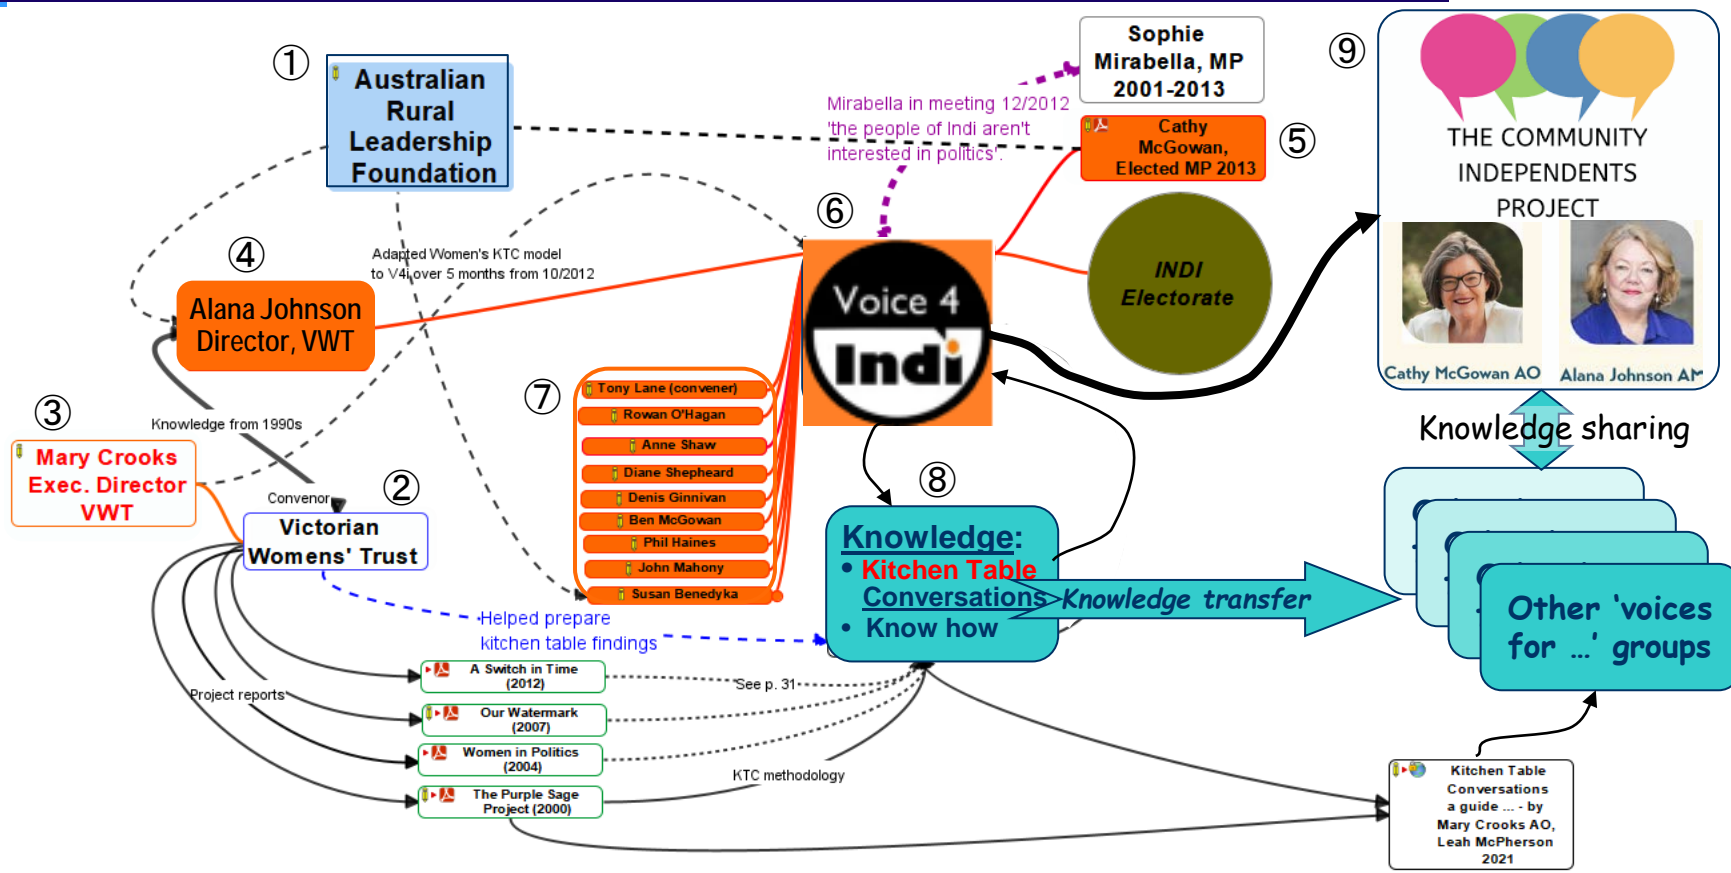 ①
Australian
Rural
Leadership
Foundation
Sophie
Mirabella, MP
2001-2013
Mirabella in meeting 12/2012
'the people of Indi aren't
interested in politics'.
Cathy
McGowan,
Elected MP 2013
⑤
⑨
THE COMMUNITY
INDEPENDENTS
PROJECT
Cathy McGowan AO
Alana Johnson AM
④
Alana Johnson
Director, VWT
Adapted Women's KTC model
to V4i over 5 months from 10/2012
⑥
Voice 4
Indi
INDI
Electorate
③
Mary Crooks
Exec. Director
VWT
Knowledge from 1990s
Convenor
②
Victorian
Womens' Trust
⑦
Tony Lane (convener)
Rowan O'Hagan
Anne Shaw
Diane Shepheard
Denis Ginnivan
Ben McGowan
Phil Haines
John Mahony
Susan Benedyka
⑧
Knowledge:
• Kitchen Table
Conversations
• Know how
Knowledge transfer
Knowledge sharing
Other ‘voices
for …’ groups
Helped prepare
kitchen table findings
Project reports
A Switch in Time
(2012)
See p. 31
Our Watermark
(2007)
Women in Politics
(2004)
The Purple Sage
Project (2000)
KTC methodology
Kitchen Table
Conversations
a guide ... - by
Mary Crooks AO,
Leah McPherson
2021